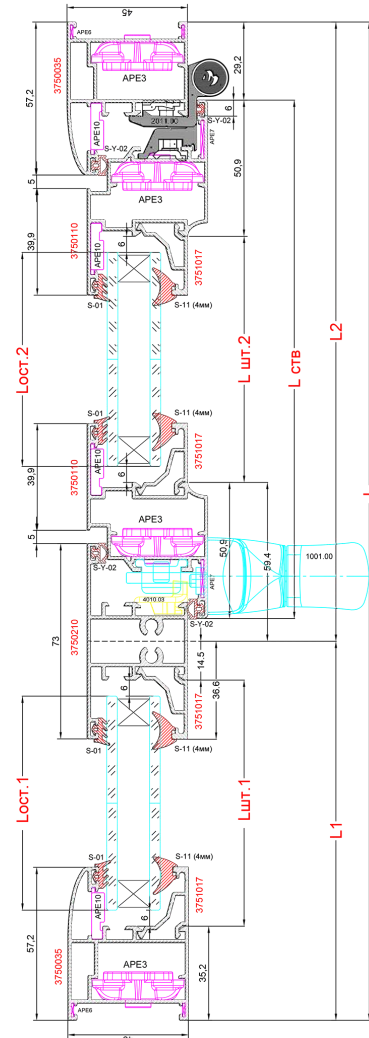 45
APE6
57,2
3750035
APE3
29,2
APE10
2811.00
6
S-Y-02
S-Y-02
APE7
5
50,9
APE3
39,9
3750110
APE10
6
3751017
S-01
S-11 (4мм)
Lост.2
L шт.2
L ств
L2
S-01
S-11 (4мм)
3750110
39,9
APE10
6
3751017
APE3
5
S-Y-02
50,9
59.4
1001.00
4010.03
APE7
S-Y-02
73
3750210
14.5
36.6
6
3751017
S-01
S-11 (4мм)
Lост.1
Lшт.1
L1
S-01
S-11 (4мм)
APE10
3751017
57,2
6
3750035
APE3
35,2
APE6